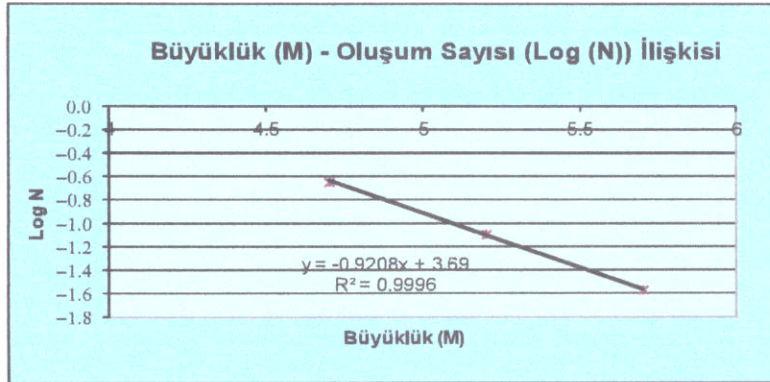 Büyüklük (M) - Oluşum Sayısı (Log (N)) İlişkisi
0.0
4 4.5 5 5.5 6
−0.2
−0.4
−0.6
−0.8
−1.0
−1.2
−1.4
−1.6
−1.8
Log N
y = -0.9208x + 3.69
R² = 0.9996
Büyüklük (M)